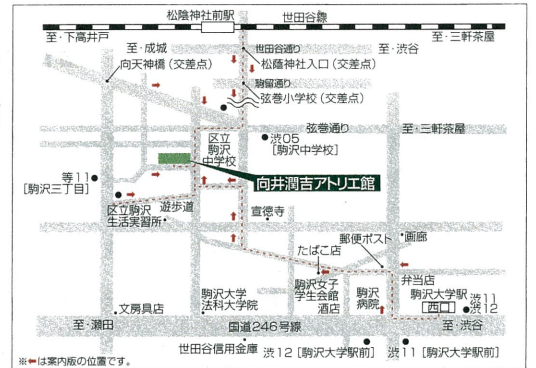 松陰神社前駅
世田谷線
至・下高井戸
至・三軒茶屋
至・成城
世田谷通り
至・渋谷
向天神橋（交差点）
松蔭神社入口（交差点）
駒留通り
弦巻小学校（交差点）
区立
駒沢
中学校
弦巻通り
至・三軒茶屋
渋05
［駒沢中学校］
等11
［駒沢三丁目］
向井潤吉アトリエ館
区立駒沢
生活実習所
遊歩道
宣徳寺
たばこ店
郵便ポスト
画廊
駒沢女子
学生会館
酒店
駒沢
病院
弁当店
駒沢大学駅
西口
渋11
渋12
文房具店
駒沢大学
法科大学院
至・瀬田
国道246号線
至・渋谷
世田谷信用金庫
渋12［駒沢大学駅前］
渋11［駒沢大学駅前］
※←は案内版の位置です。